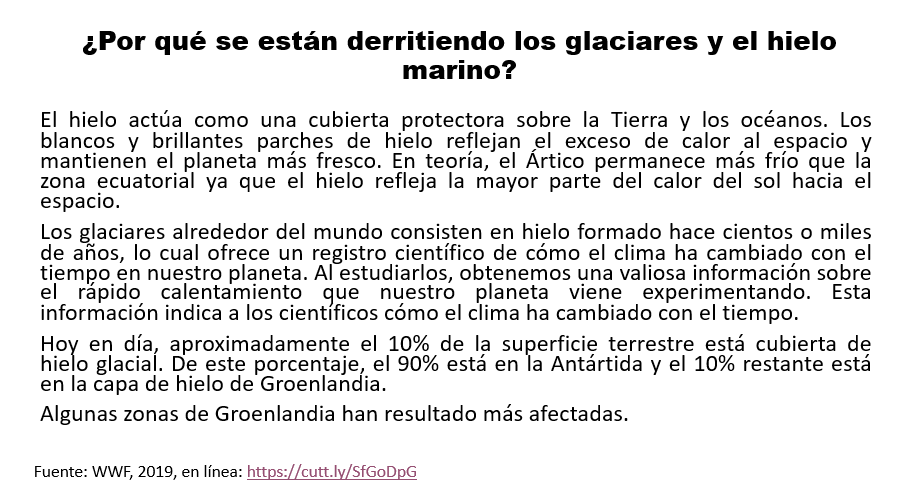 ¿Por qué se están derritiendo los glaciares y el hielo
marino?
El hielo actúa como una cubierta protectora sobre la Tierra y los océanos. Los
blancos y brillantes parches de hielo reflejan el exceso de calor al espacio y
mantienen el planeta más fresco. En teoría, el Ártico permanece más frío que la
zona ecuatorial ya que el hielo refleja la mayor parte del calor del sol hacia el
espacio.
Los glaciares alrededor del mundo consisten en hielo formado hace cientos o miles
de años, lo cual ofrece un registro científico de cómo el clima ha cambiado con el
tiempo en nuestro planeta. Al estudiarlos, obtenemos una valiosa información sobre
el rápido calentamiento que nuestro planeta viene experimentando. Esta
información indica a los científicos cómo el clima ha cambiado con el tiempo.
Hoy en día, aproximadamente el 10% de la superficie terrestre está cubierta de
hielo glacial. De este porcentaje, el 90% está en la Antártida y el 10% restante está
en la capa de hielo de Groenlandia.
Algunas zonas de Groenlandia han resultado más afectadas.
Fuente: WWF, 2019, en línea: https://cutt.ly/SfGoDpG